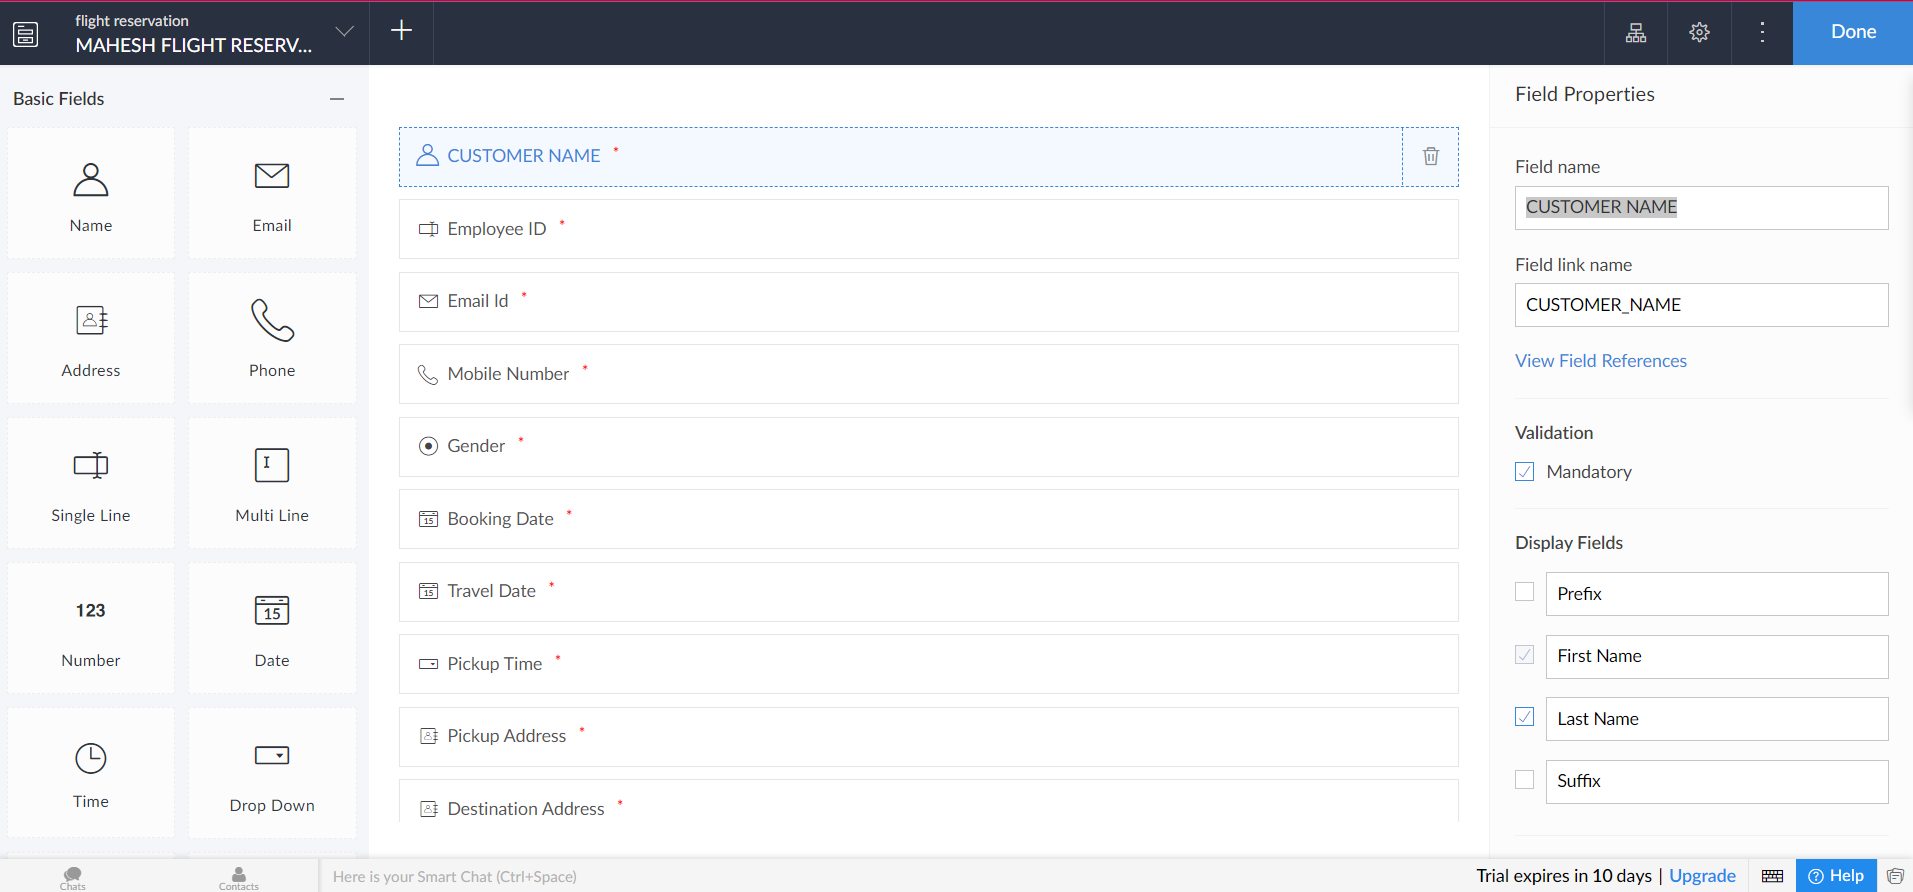 flight reservation
MAHESH FLIGHT RESERV...
Done
Basic Fields
Name
Email
Address
Phone
Single Line
Multi Line
123
Number
15
Date
Time
Drop Down
CUSTOMER NAME *
Employee ID *
Email Id *
Mobile Number *
Gender *
15 Booking Date *
15 Travel Date *
Pickup Time *
Pickup Address *
Destination Address *
Field Properties
Field name
CUSTOMER NAME
Field link name
CUSTOMER_NAME
View Field References
Validation
Mandatory
Display Fields
Prefix
First Name
Last Name
Suffix
Chats
Contacts
Here is your Smart Chat (Ctrl+Space)
Trial expires in 10 days | Upgrade
Help